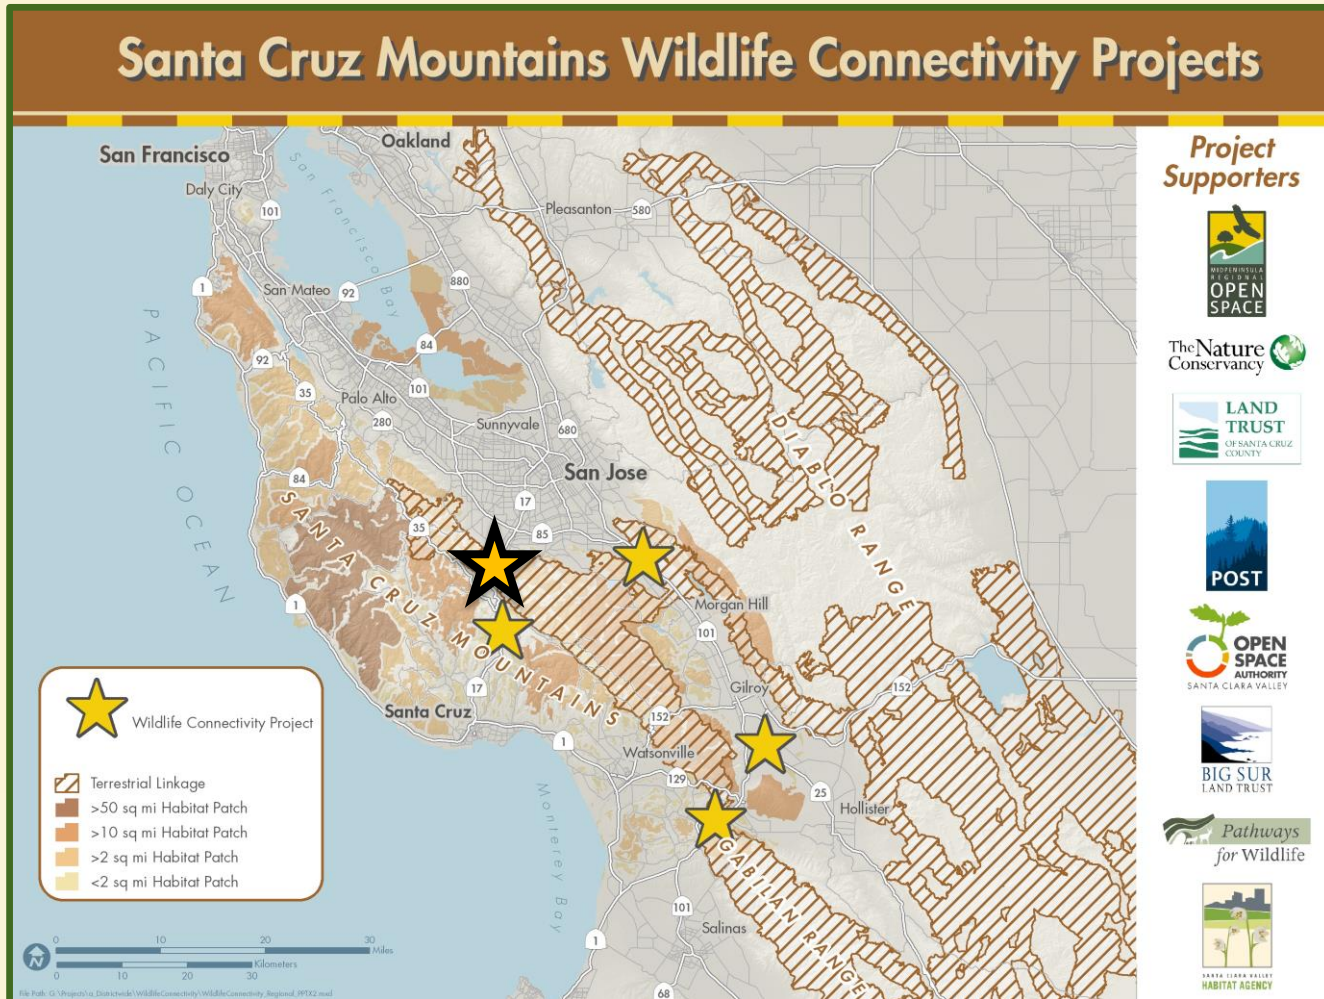 Santa Cruz Mountains Wildlife Connectivity Projects
San Francisco
Oakland
Daly City
San Francisco Bay
101
Pleasanton
580
1
San Mateo
92
880
PACIFIC OCEAN
84
92
35
101
Palo Alto
280
Sunnyvale
680
DIABLO RANGE
San Jose
84
17
85
35
SANTA CRUZ MOUNTAINS
1
Morgan Hill
101
17
Gilroy
152
Santa Cruz
152
1
Watsonville
129
25
Hollister
Monterey Bay
GABILAN RANGE
101
Salinas
1
68
Wildlife Connectivity Project
Terrestrial Linkage
>50 sq mi Habitat Patch
>10 sq mi Habitat Patch
>2 sq mi Habitat Patch
<2 sq mi Habitat Patch
0 10 20 30
Miles
Kilometers
0 10 20 30
File Path: G:\Projects\a_Districtwide\WildlifeConnectivity\WildlifeConnectivity_Regional_PPTX2.mxd
Project
Supporters
MIDPENINSULA
REGIONAL
OPEN
SPACE
The Nature
Conservancy
LAND
TRUST
OF SANTA CRUZ
COUNTY
POST
OPEN
SPACE
AUTHORITY
SANTA CLARA VALLEY
BIG SUR
LAND TRUST
Pathways
for Wildlife
SANTA CLARA VALLEY
HABITAT AGENCY